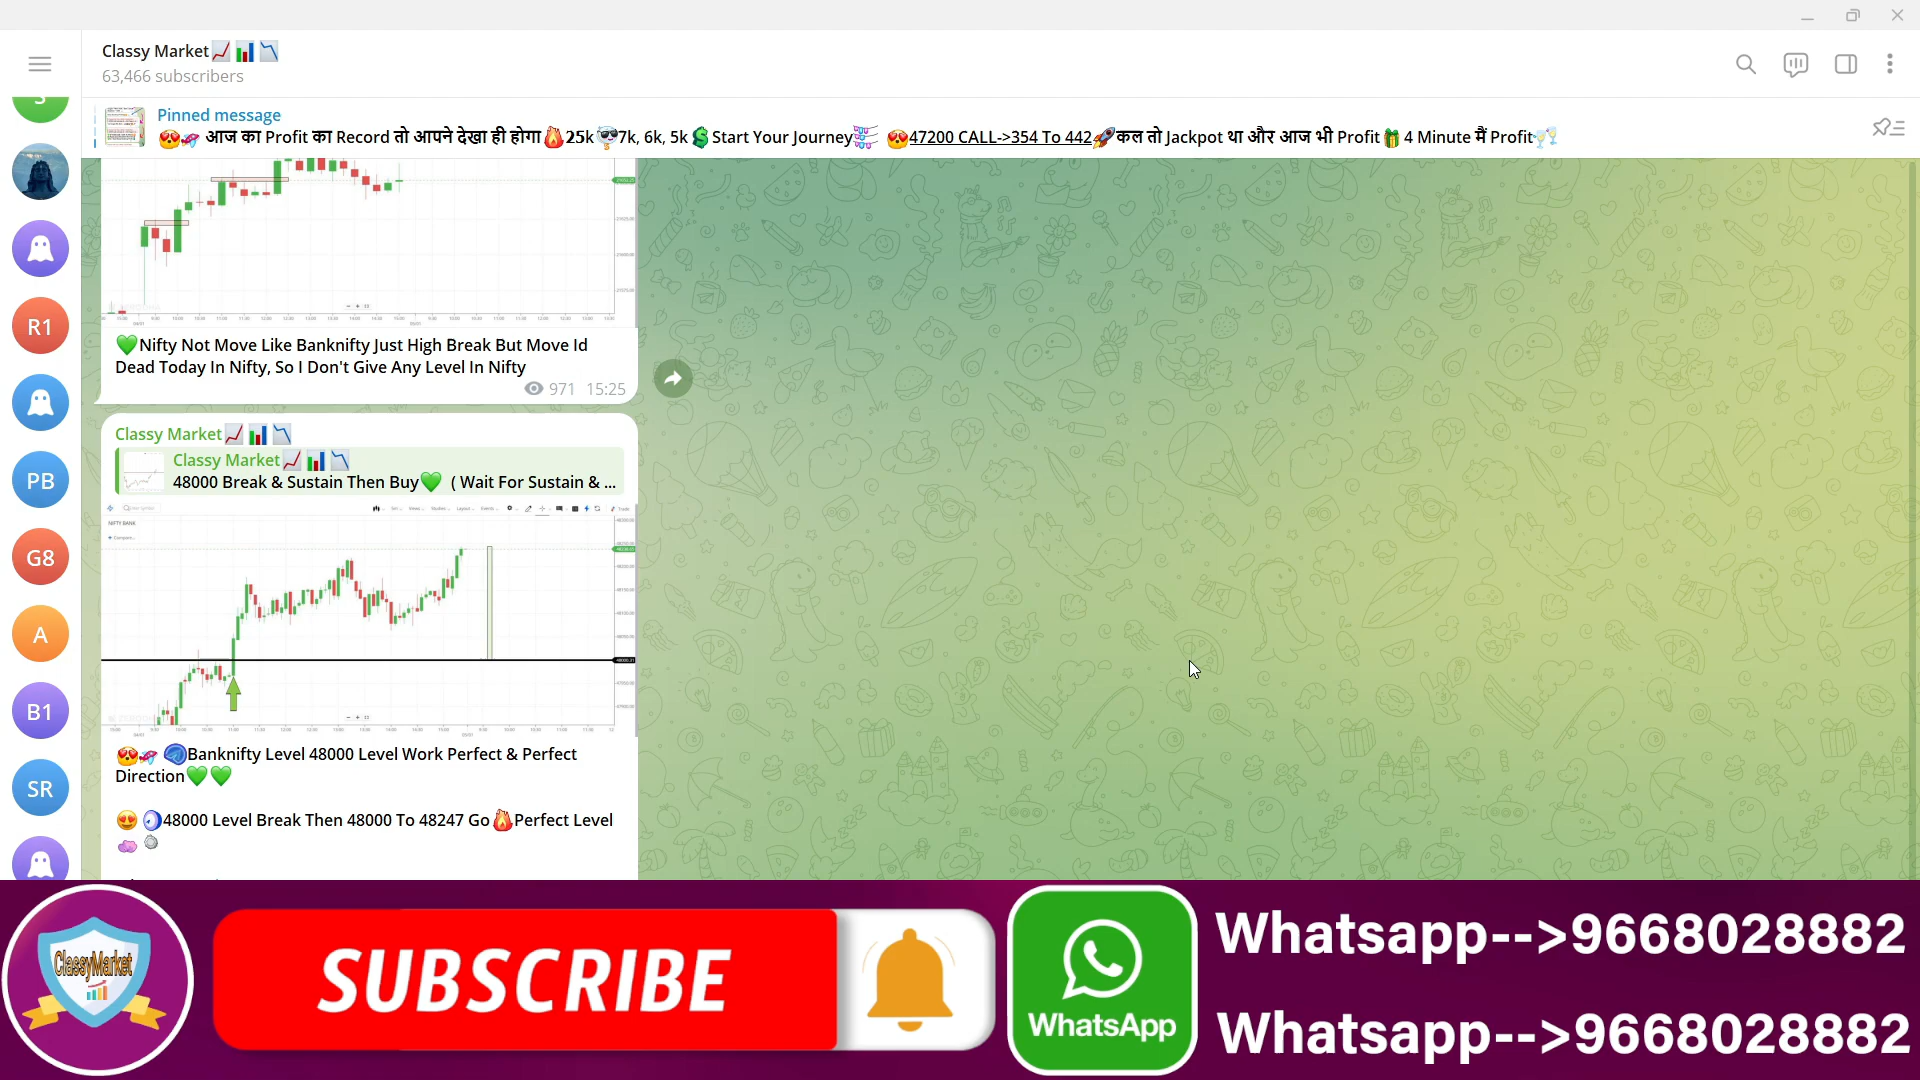 Classy Market📈📊📉
63,466 subscribers
Pinned message
😍💘 आज का Profit का Record तो आपने देखा ही होगा🔥25k😎7k, 6k, 5k💲Start Your Journey🎊 😍47200 CALL->354 To 442🚀कल तो Jackpot था और आज भी Profit🎁4 Minute मैं Profit🥂
S
💚Nifty Not Move Like Banknifty Just High Break But Move Id
Dead Today In Nifty, So I Don't Give Any Level In Nifty
971 15:25
R1
PB
G8
A
B1
SR
Classy Market📈📊📉
Classy Market📈📊📉
48000 Break & Sustain Then Buy💚 ( Wait For Sustain & ...
NIFTY BANK
Banknifty Level 48000 Level Work Perfect & Perfect
Direction💚💚
48000 Level Break Then 48000 To 48247 Go🔥Perfect Level
ClassyMarket
SUBSCRIBE
WhatsApp
Whatsapp-->9668028882
Whatsapp-->9668028882